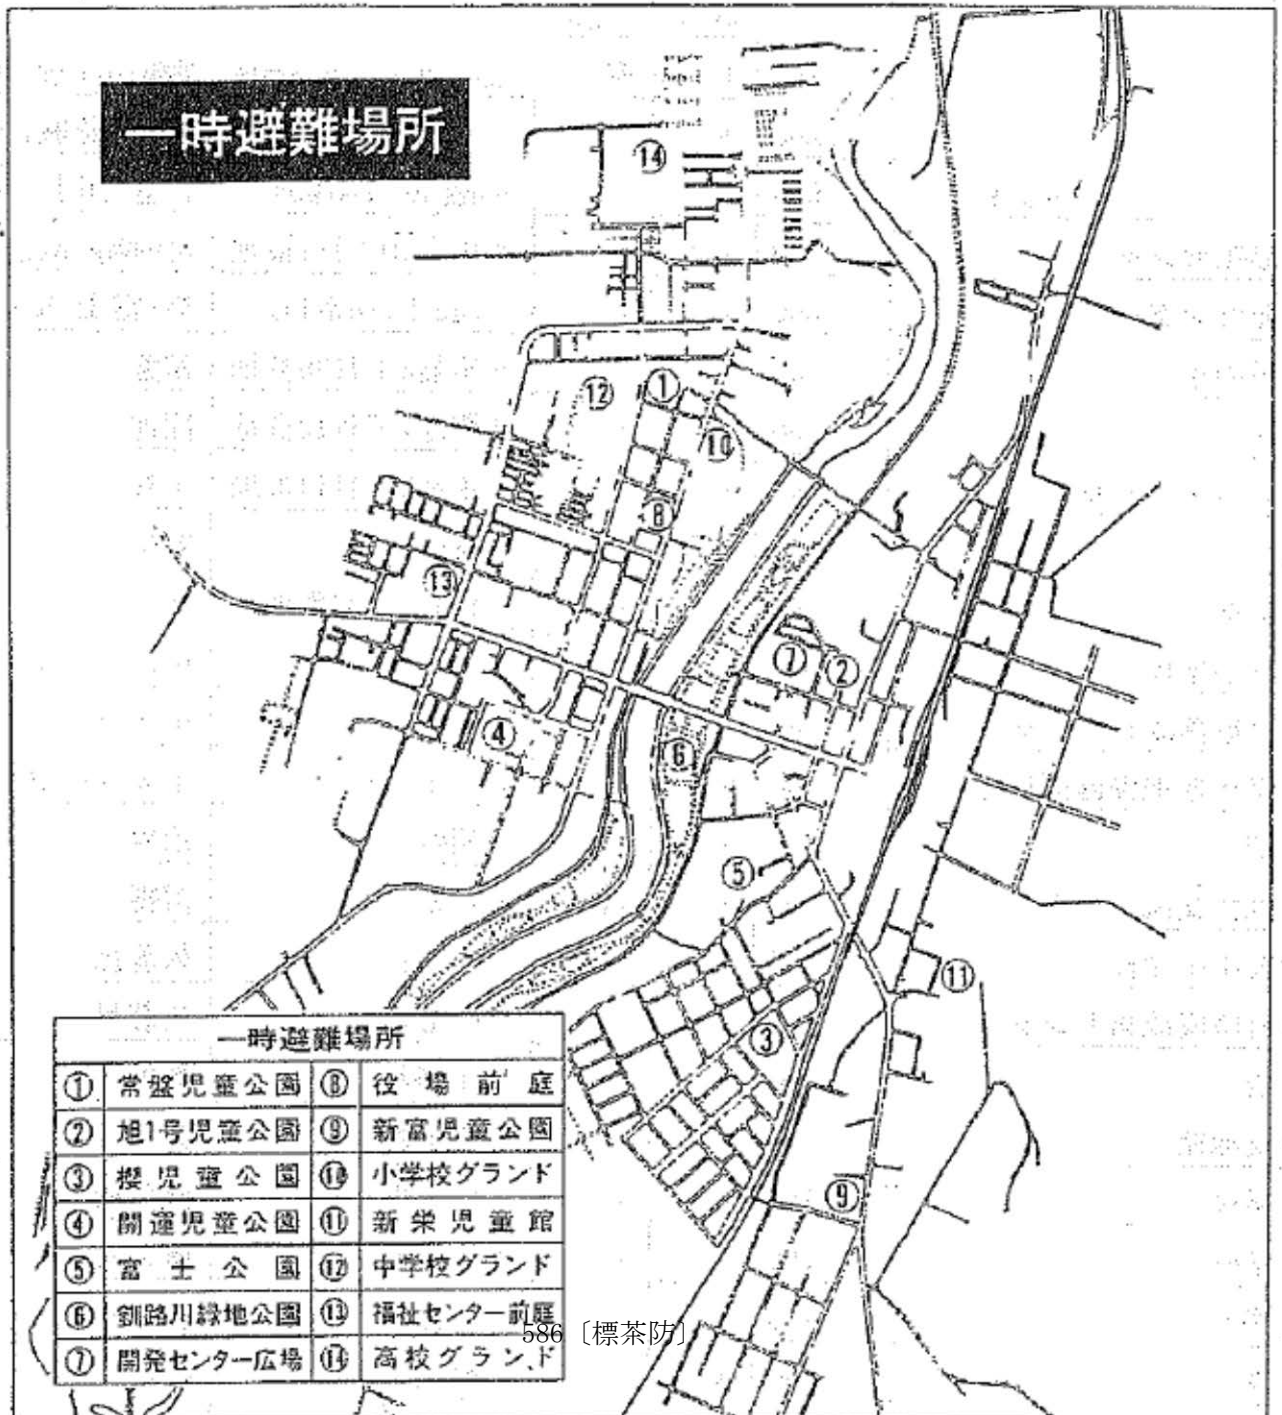 一時避難場所
⑭
⑫
①
⑩
⑧
⑬
⑦
②
④
⑥
⑤
⑪
③
⑨
一時避難場所
① 常盤児童公園 ⑧ 役場前庭
② 旭1号児童公園 ⑨ 新富児童公園
③ 櫻児童公園 ⑩ 小学校グランド
④ 開運児童公園 ⑪ 新栄児童館
⑤ 富士公園 ⑫ 中学校グランド
⑥ 釧路川緑地公園 ⑬ 福祉センター前庭
⑦ 開発センター広場 ⑭ 高校グランド
586 〔標茶防〕